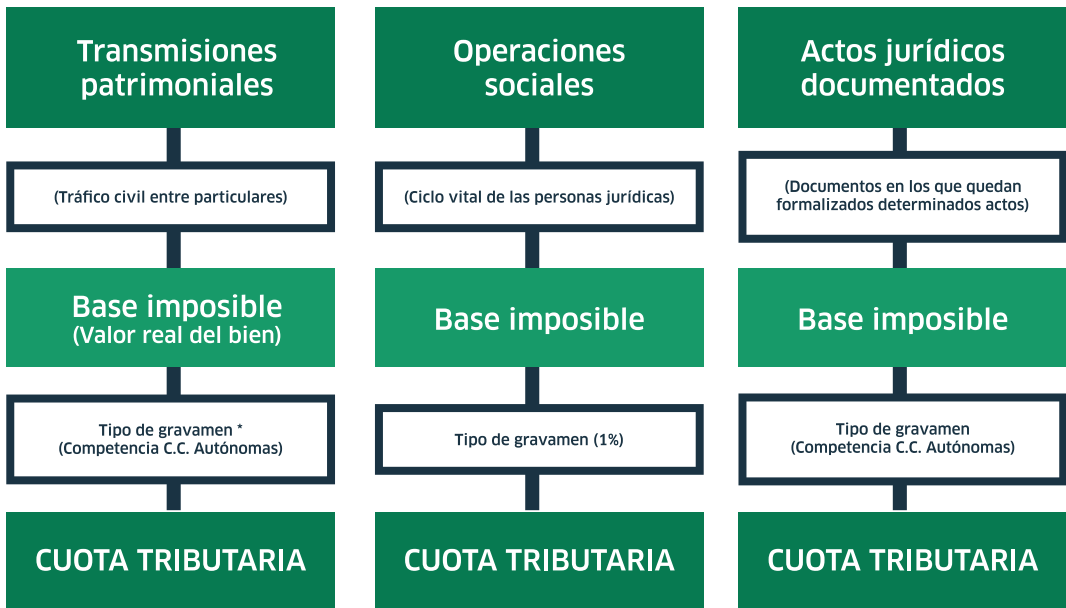 Transmisiones
patrimoniales
(Tráfico civil entre particulares)
Base imposible
(Valor real del bien)
Tipo de gravamen *
(Competencia C.C. Autónomas)
CUOTA TRIBUTARIA
Operaciones
sociales
(Ciclo vital de las personas jurídicas)
Base imposible
Tipo de gravamen (1%)
CUOTA TRIBUTARIA
Actos jurídicos
documentados
(Documentos en los que quedan
formalizados determinados actos)
Base imposible
Tipo de gravamen
(Competencia C.C. Autónomas)
CUOTA TRIBUTARIA